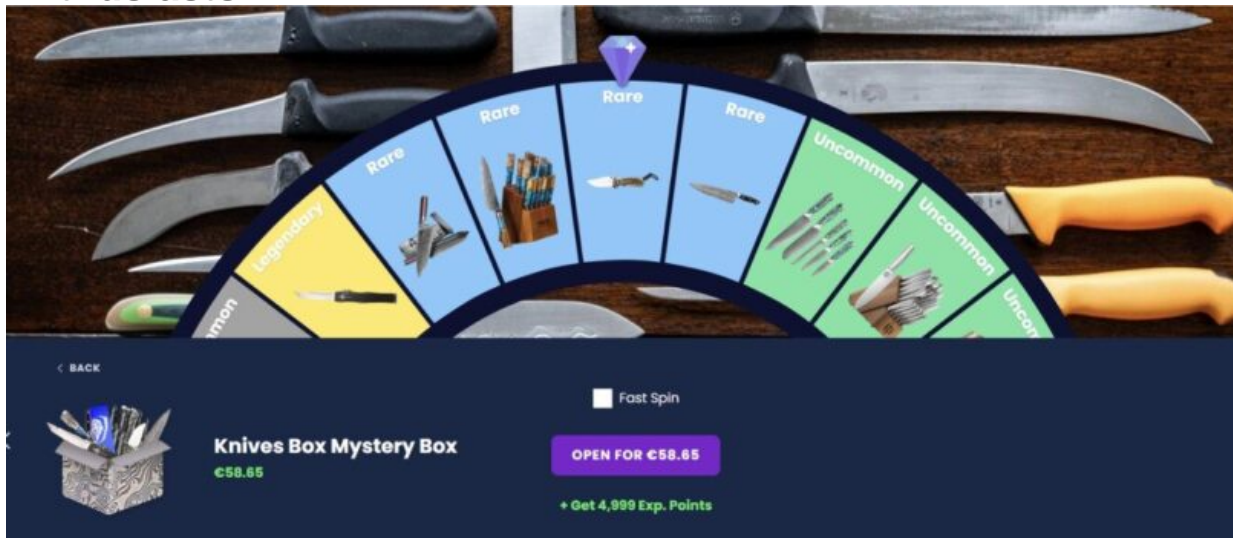 Rare
Rare
Rare
Rare
Legendary
Uncommon
Uncommon
< BACK
Fast Spin
Knives Box Mystery Box
€58.65
OPEN FOR €58.65
+ Get 4,999 Exp. Points